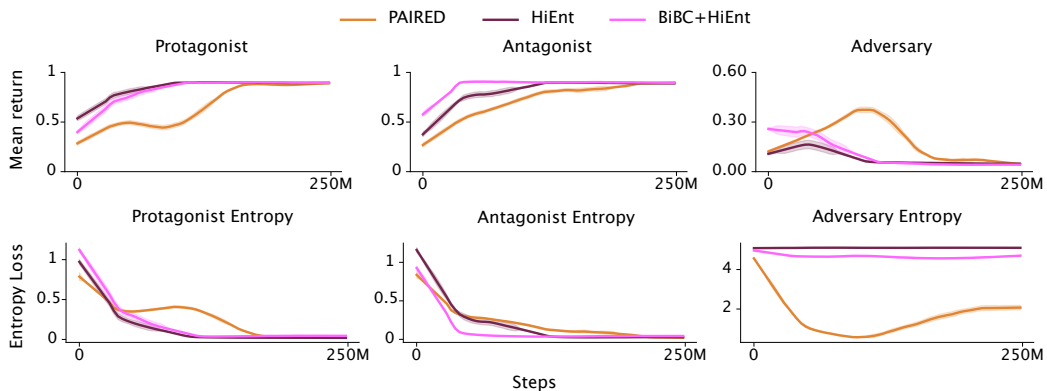 PAIRED HiEnt BiBC+HiEnt
Protagonist Antagonist Adversary
Mean return
1
0.5
0
0 250M
1
0.5
0
0 250M
0.60
0.30
0.00
0 250M
Protagonist Entropy Antagonist Entropy Adversary Entropy
Entropy Loss
1
0.5
0
0 250M
1
0.5
0
0 250M
4
2
0 250M
Steps